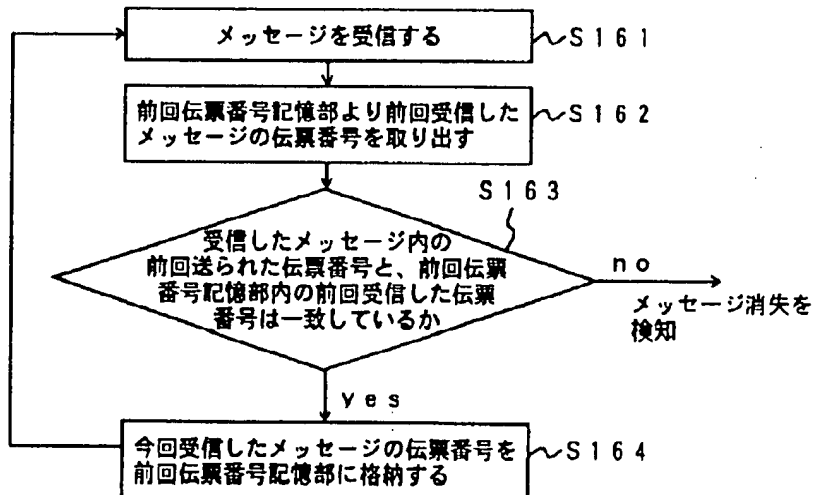 メッセージを受信する
S161
前回伝票番号記憶部より前回受信した
メッセージの伝票番号を取り出す
S162
S163
受信したメッセージ内の
前回送られた伝票番号と、前回伝票
番号記憶部内の前回受信した伝票
番号は一致しているか
no
メッセージ消失を
検知
yes
今回受信したメッセージの伝票番号を
前回伝票番号記憶部に格納する
S164